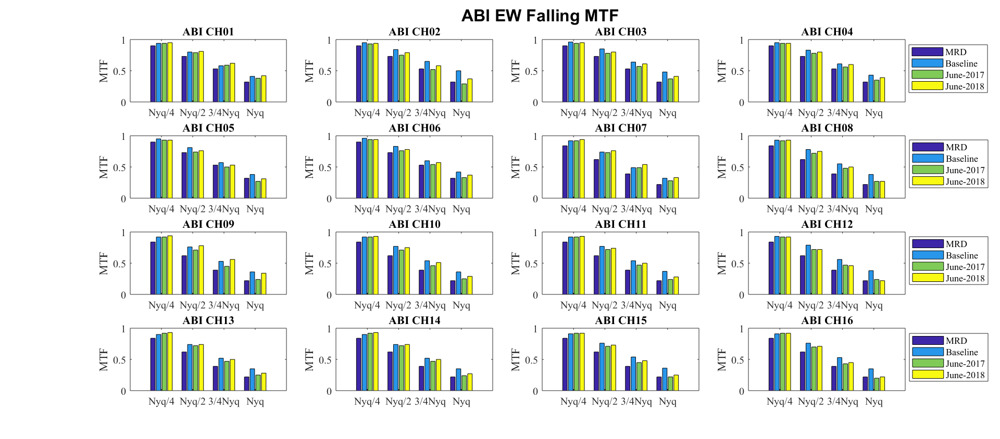 ABI EW Falling MTF
ABI CH01
ABI CH02
ABI CH03
ABI CH04
1
0.5
0
MTF
Nyq/4 Nyq/2 3/4Nyq Nyq
1
0.5
0
MTF
Nyq/4 Nyq/2 3/4Nyq Nyq
1
0.5
0
MTF
Nyq/4 Nyq/2 3/4Nyq Nyq
1
0.5
0
MTF
Nyq/4 Nyq/2 3/4Nyq Nyq
MRD
Baseline
June-2017
June-2018
ABI CH05
ABI CH06
ABI CH07
ABI CH08
1
0.5
0
MTF
Nyq/4 Nyq/2 3/4Nyq Nyq
1
0.5
0
MTF
Nyq/4 Nyq/2 3/4Nyq Nyq
1
0.5
0
MTF
Nyq/4 Nyq/2 3/4Nyq Nyq
1
0.5
0
MTF
Nyq/4 Nyq/2 3/4Nyq Nyq
MRD
Baseline
June-2017
June-2018
ABI CH09
ABI CH10
ABI CH11
ABI CH12
1
0.5
0
MTF
Nyq/4 Nyq/2 3/4Nyq Nyq
1
0.5
0
MTF
Nyq/4 Nyq/2 3/4Nyq Nyq
1
0.5
0
MTF
Nyq/4 Nyq/2 3/4Nyq Nyq
1
0.5
0
MTF
Nyq/4 Nyq/2 3/4Nyq Nyq
MRD
Baseline
June-2017
June-2018
ABI CH13
ABI CH14
ABI CH15
ABI CH16
1
0.5
0
MTF
Nyq/4 Nyq/2 3/4Nyq Nyq
1
0.5
0
MTF
Nyq/4 Nyq/2 3/4Nyq Nyq
1
0.5
0
MTF
Nyq/4 Nyq/2 3/4Nyq Nyq
1
0.5
0
MTF
Nyq/4 Nyq/2 3/4Nyq Nyq
MRD
Baseline
June-2017
June-2018